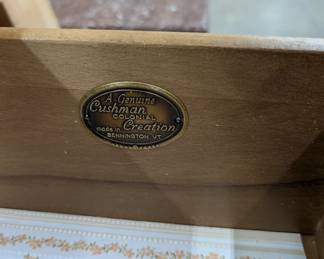 A Genuine
Cushman
COLONIAL
made in Creation
BENNINGTON, VT.